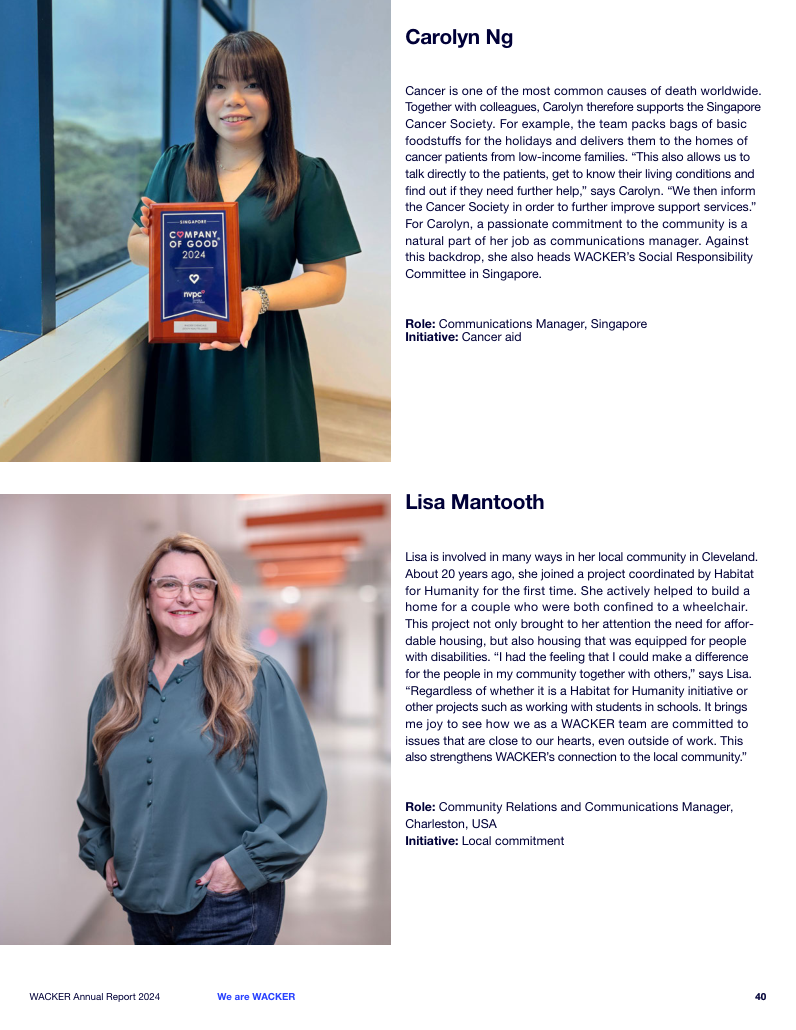 SINGAPORE
COMPANY
OF GOOD
2024
nvpc
Carolyn Ng
Cancer is one of the most common causes of death worldwide.
Together with colleagues, Carolyn therefore supports the Singapore
Cancer Society. For example, the team packs bags of basic
foodstuffs for the holidays and delivers them to the homes of
cancer patients from low-income families. “This also allows us to
talk directly to the patients, get to know their living conditions and
find out if they need further help,” says Carolyn. “We then inform
the Cancer Society in order to further improve support services.”
For Carolyn, a passionate commitment to the community is a
natural part of her job as communications manager. Against
this backdrop, she also heads WACKER’s Social Responsibility
Committee in Singapore.
Role: Communications Manager, Singapore
Initiative: Cancer aid
Lisa Mantooth
Lisa is involved in many ways in her local community in Cleveland.
About 20 years ago, she joined a project coordinated by Habitat
for Humanity for the first time. She actively helped to build a
home for a couple who were both confined to a wheelchair.
This project not only brought to her attention the need for affor-
dable housing, but also housing that was equipped for people
with disabilities. “I had the feeling that I could make a difference
for the people in my community together with others,” says Lisa.
“Regardless of whether it is a Habitat for Humanity initiative or
other projects such as working with students in schools. It brings
me joy to see how we as a WACKER team are committed to
issues that are close to our hearts, even outside of work. This
also strengthens WACKER’s connection to the local community.”
Role: Community Relations and Communications Manager,
Charleston, USA
Initiative: Local commitment
WACKER Annual Report 2024
We are WACKER
40